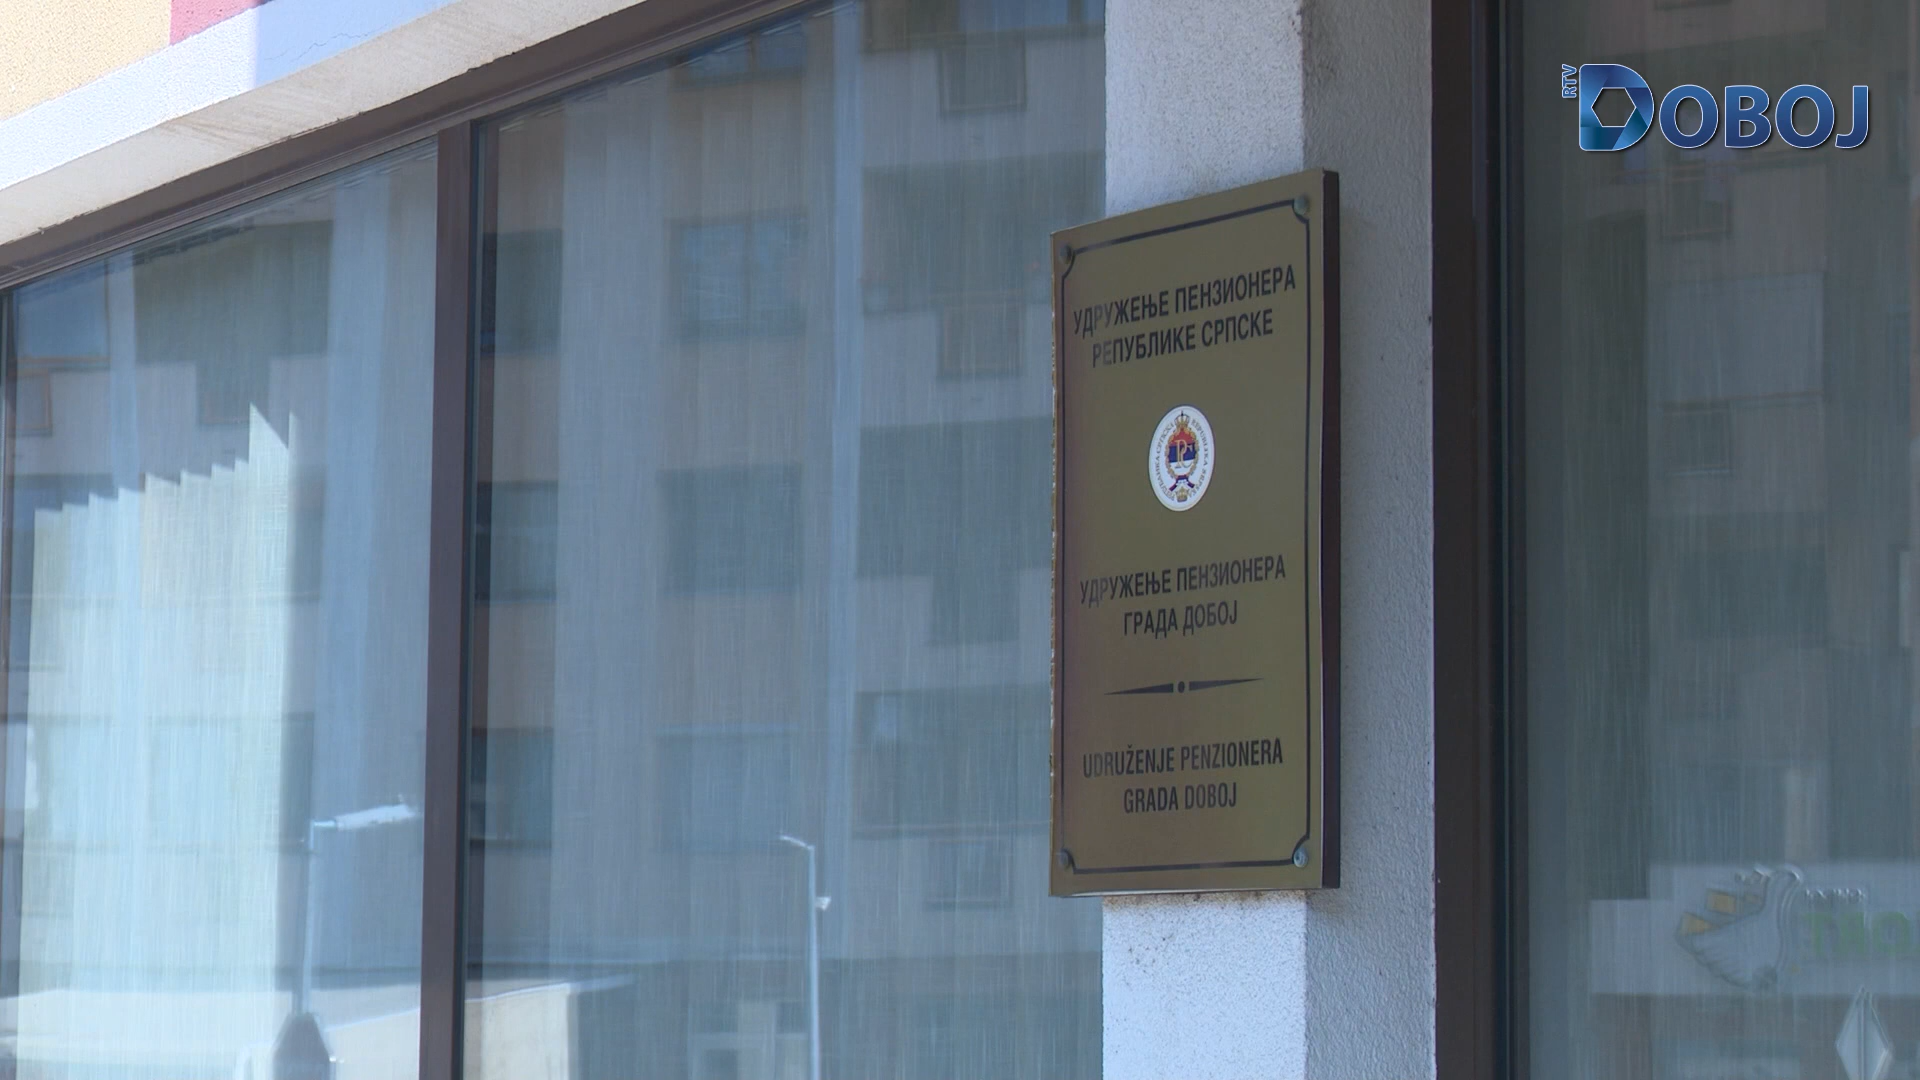 RTV DOBOJ
УДРУЖЕЊЕ ПЕНЗИОНЕРА
РЕПУБЛИКЕ СРПСКЕ
УДРУЖЕЊЕ ПЕНЗИОНЕРА
ГРАДА ДОБОЈ
UDRUŽENJE PENZIONERA
GRADA DOBOJ